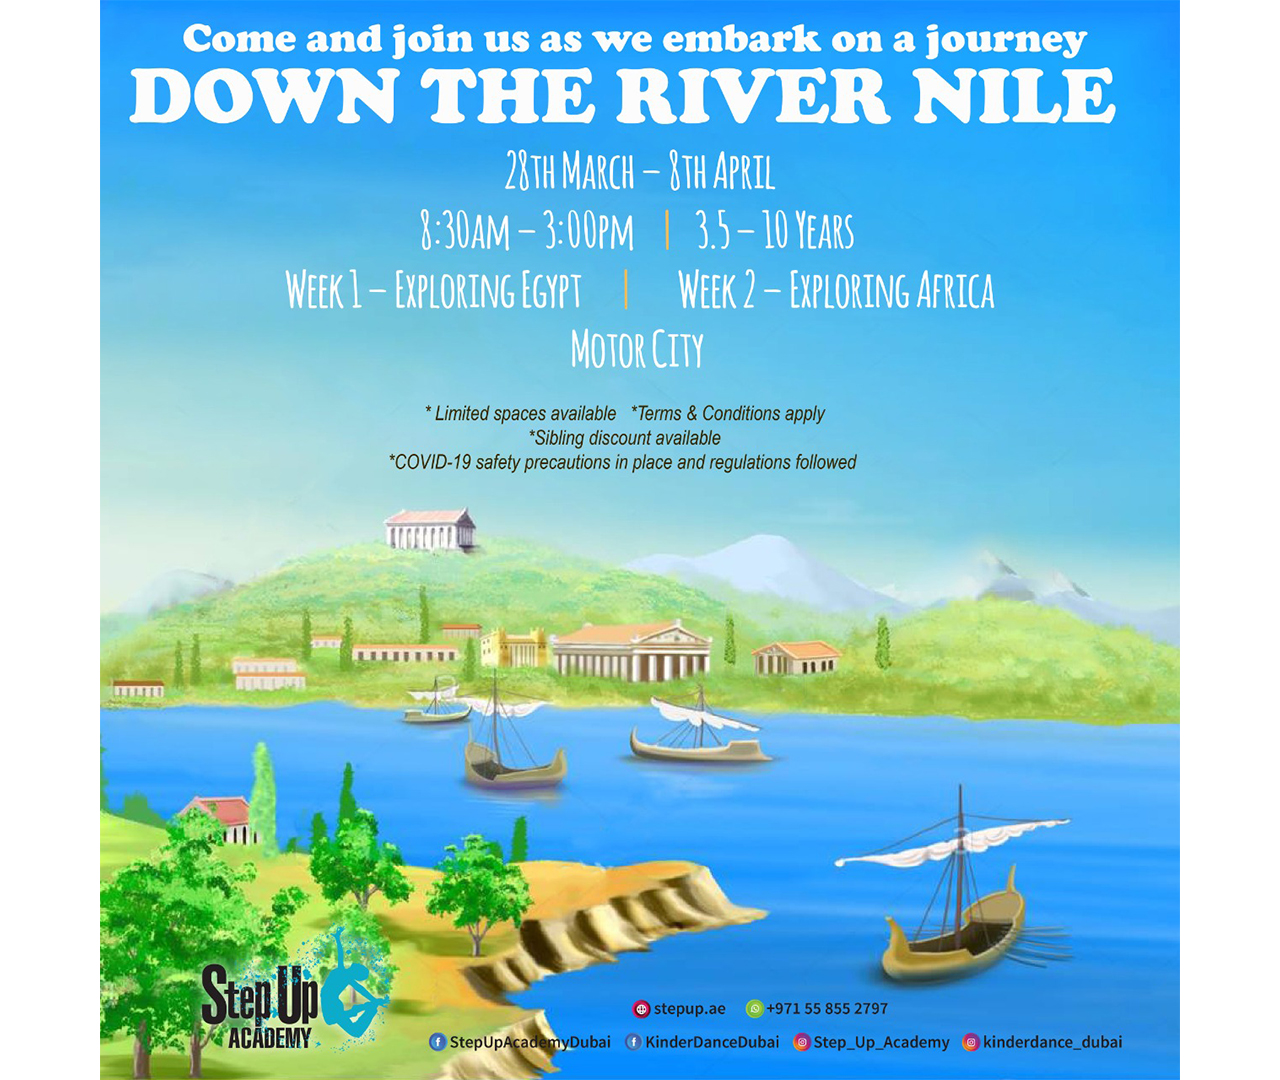 Come and join us as we embark on a journey
DOWN THE RIVER NILE
28th March – 8th April
8:30am – 3:00pm | 3.5 – 10 Years
Week 1 – Exploring Egypt | Week 2 – Exploring Africa
Motor City
* Limited spaces available *Terms & Conditions apply
*Sibling discount available
*COVID-19 safety precautions in place and regulations followed
Step Up
ACADEMY
stepup.ae +971 55 855 2797
StepUpAcademyDubai KinderDanceDubai Step_Up_Academy kinderdance_dubai